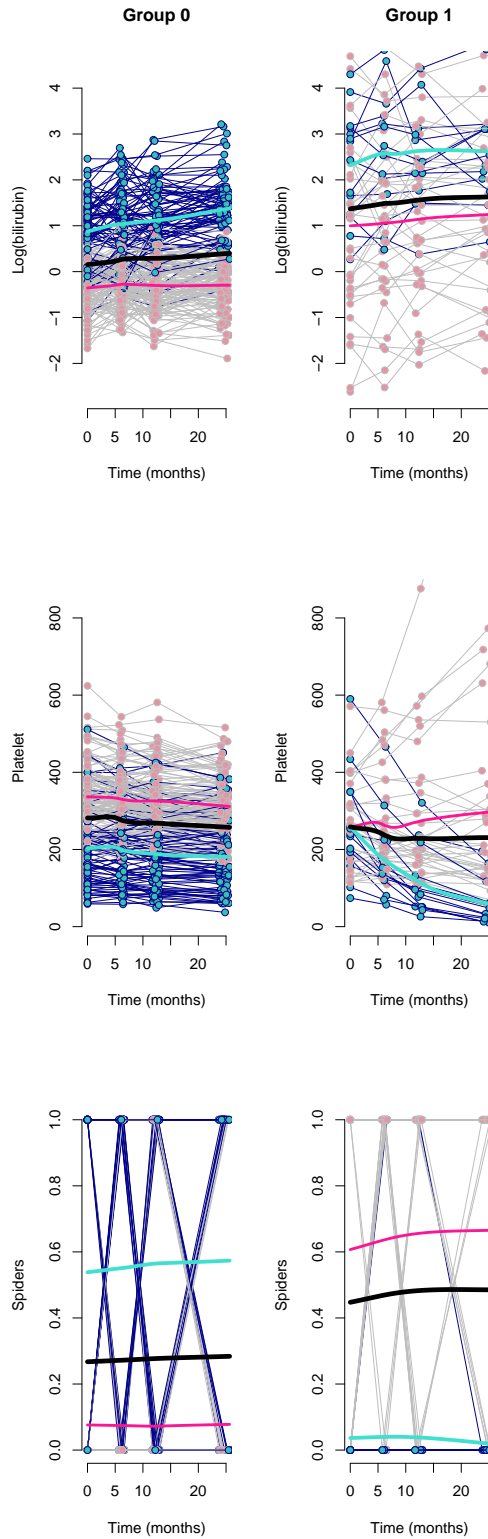 Group 0
Group 1
Log(bilirubin)
4
3
2
1
0
−1
−2
0 5 10 20
Time (months)
Log(bilirubin)
4
3
2
1
0
−1
−2
0 5 10 20
Time (months)
Platelet
800
600
400
200
0
0 5 10 20
Time (months)
Platelet
800
600
400
200
0
0 5 10 20
Time (months)
Spiders
1.0
0.8
0.6
0.4
0.2
0.0
0 5 10 20
Time (months)
Spiders
1.0
0.8
0.6
0.4
0.2
0.0
0 5 10 20
Time (months)